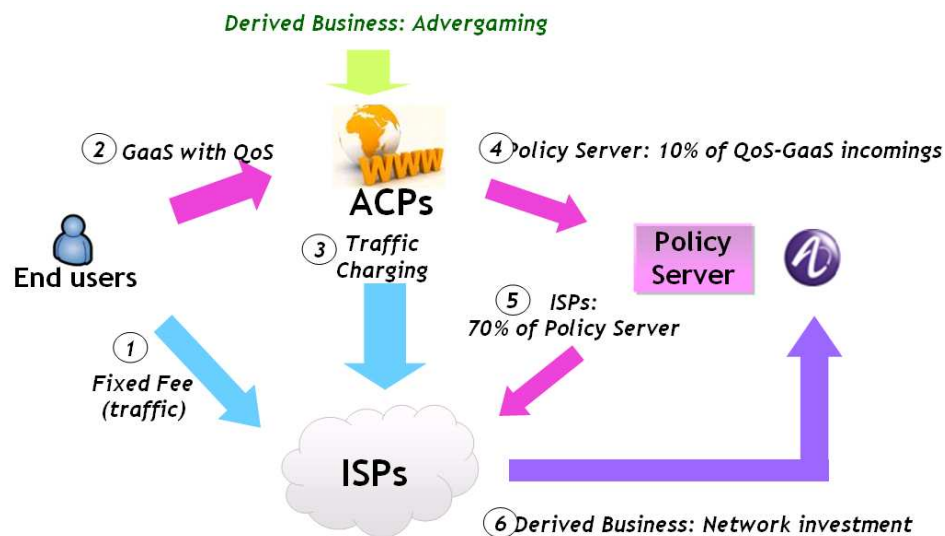 Derived Business: Advergaming
2 GaaS with QoS
WWW
4 Policy Server: 10% of QoS-GaaS incomings
ACPs
3 Traffic
Charging
End users
Policy
Server
5 ISPs:
70% of Policy Server
1
Fixed Fee
(traffic)
ISPs
6 Derived Business: Network investment